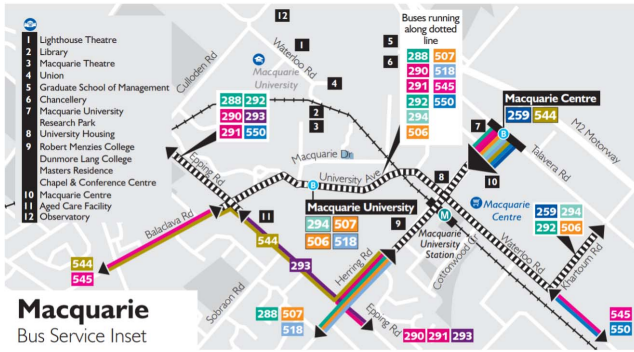 1 Lighthouse Theatre
2 Library
3 Macquarie Theatre
4 Union
5 Graduate School of Management
6 Chancellery
7 Macquarie University
Research Park
8 University Housing
9 Robert Menzies College
Dunmore Lang College
Masters Residence
Chapel & Conference Centre
10 Macquarie Centre
11 Aged Care Facility
12 Observatory
12
Culloden Rd
Waterloo Rd
1
Macquarie
University
4
2
3
5
6
Buses running
along dotted
line
288 507
290 518
291 545
292 550
294
506
288 292
290 293
291 550
Macquarie Centre
259 544
7
B
M2 Motorway
Talavera Rd
10
Epping Rd
Macquarie Dr
University Ave
B
8
Macquarie University
294 507
506 518
M
Macquarie
University
Station
Macquarie
Centre
259 294
292 506
Balaclava Rd
11
9
544
293
Herring Rd
Cottonwood Cr
Waterloo Rd
Khartoum Rd
544
545
Sobraon Rd
Epping Rd
288 507
518
290 291 293
545
550
Macquarie
Bus Service Inset